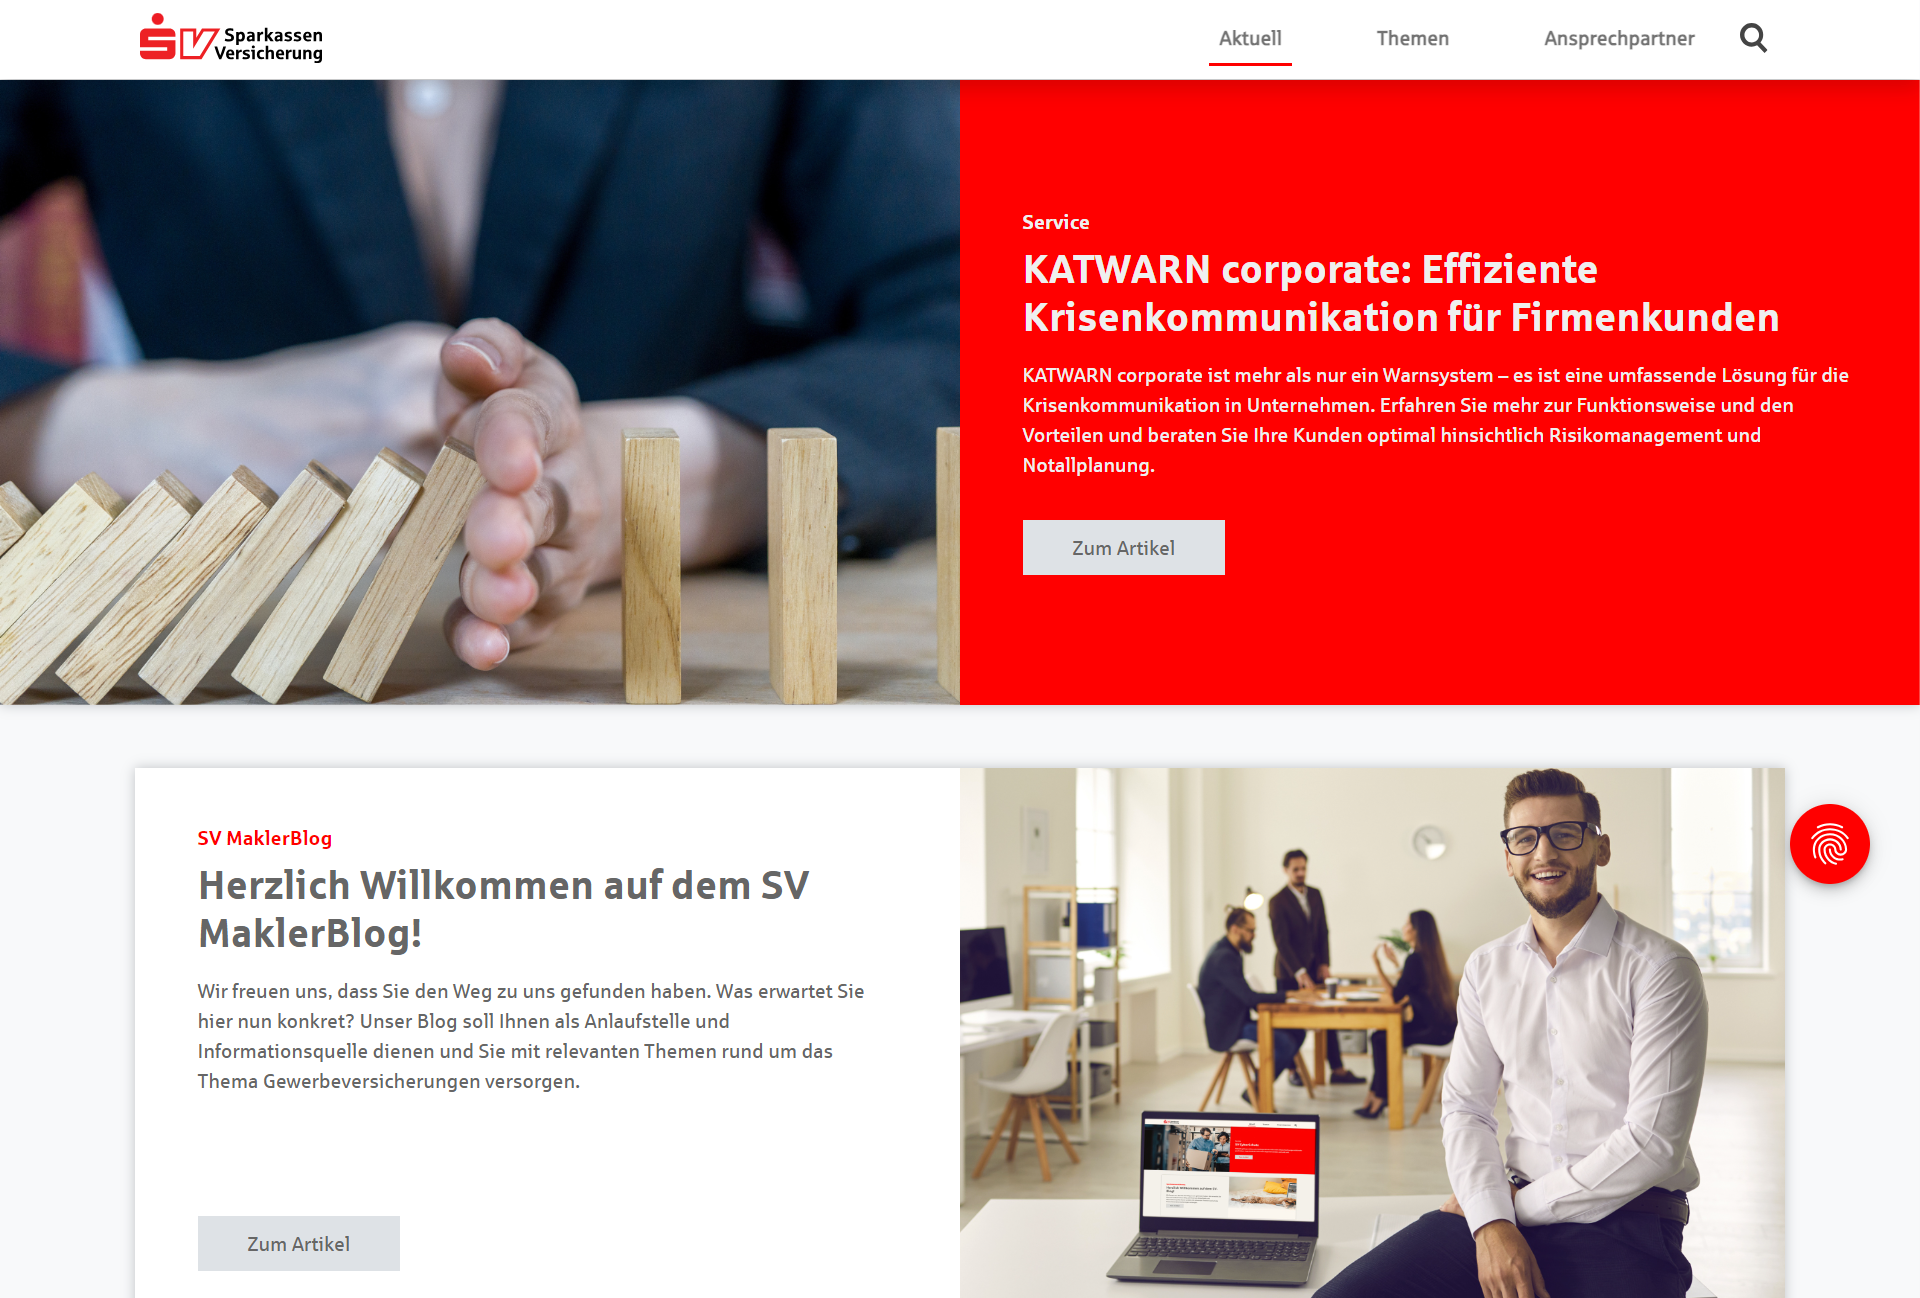 SV Sparkassen
Versicherung
Aktuell
Themen
Ansprechpartner
Service
KATWARN corporate: Effiziente
Krisenkommunikation für Firmenkunden
KATWARN corporate ist mehr als nur ein Warnsystem – es ist eine umfassende Lösung für die
Krisenkommunikation in Unternehmen. Erfahren Sie mehr zur Funktionsweise und den
Vorteilen und beraten Sie Ihre Kunden optimal hinsichtlich Risikomanagement und
Notallplanung.
Zum Artikel
SV MaklerBlog
Herzlich Willkommen auf dem SV
MaklerBlog!
Wir freuen uns, dass Sie den Weg zu uns gefunden haben. Was erwartet Sie
hier nun konkret? Unser Blog soll Ihnen als Anlaufstelle und
Informationsquelle dienen und Sie mit relevanten Themen rund um das
Thema Gewerbeversicherungen versorgen.
Zum Artikel